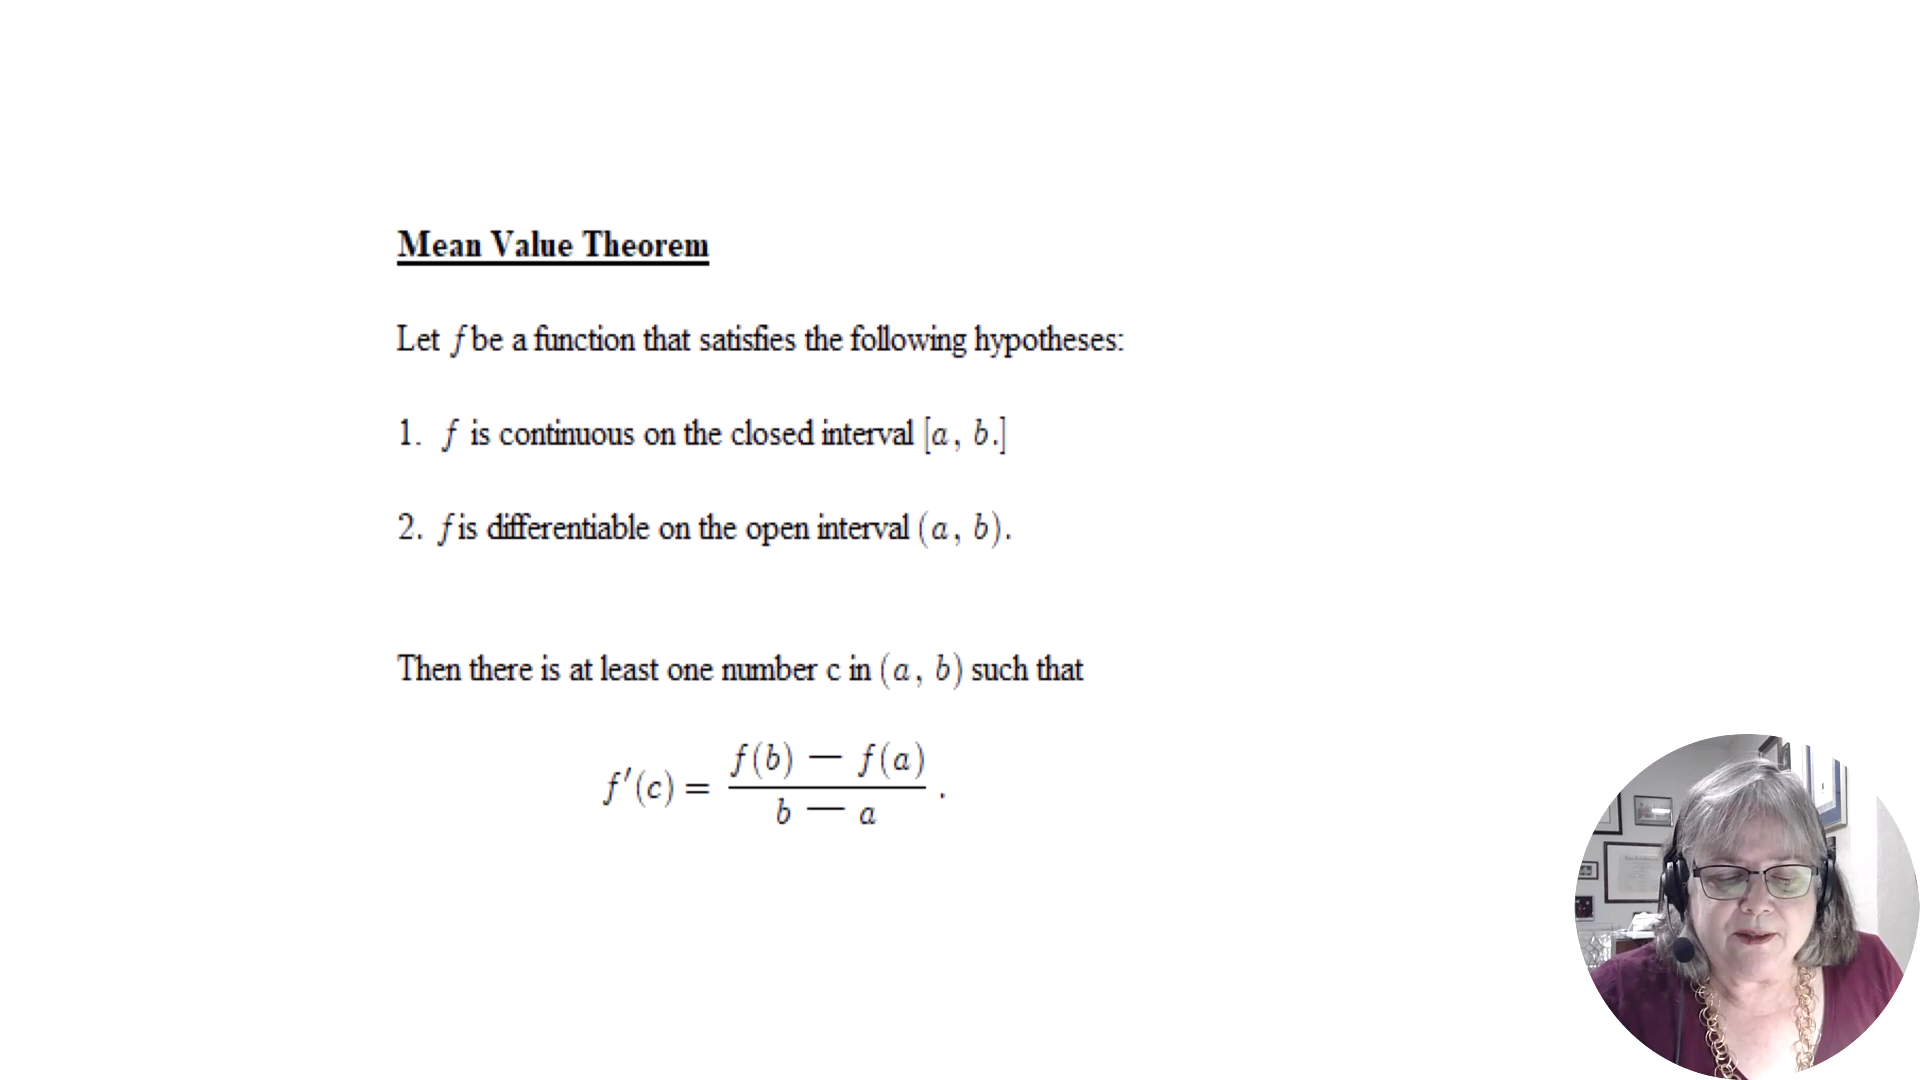 Mean Value Theorem
Let f be a function that satisfies the following hypotheses:
1. f is continuous on the closed interval [a, b.]
2. f is differentiable on the open interval (a, b).
Then there is at least one number c in (a, b) such that
f′(c) = f(b) — f(a) / b — a .